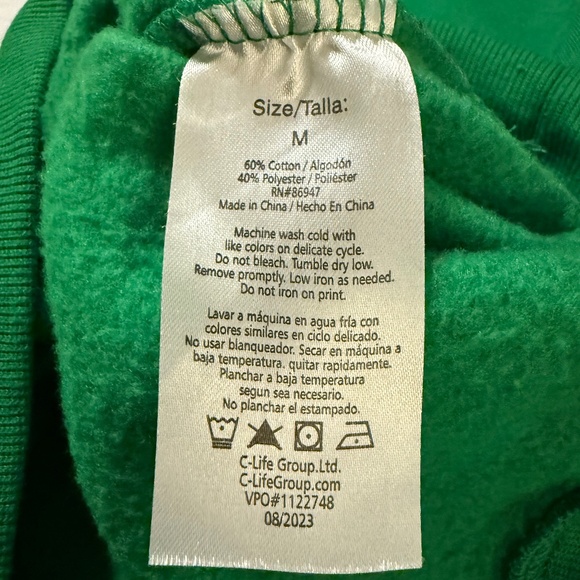 Size/Talla:
M
60% Cotton / Algodón
40% Polyester / Poliéster
RN#86947
Made in China / Hecho En China
Machine wash cold with
like colors on delicate cycle.
Do not bleach. Tumble dry low.
Remove promptly. Low iron as needed.
Do not iron on print.
Lavar a máquina en agua fría con
colores similares en ciclo delicado.
No usar blanqueador. Secar en máquina a
baja temperatura. quitar rapidamente.
Planchar a baja temperatura
segun sea necesario.
No planchar el estampado.
C-Life Group.Ltd.
C-LifeGroup.com
VPO#1122748
08/2023